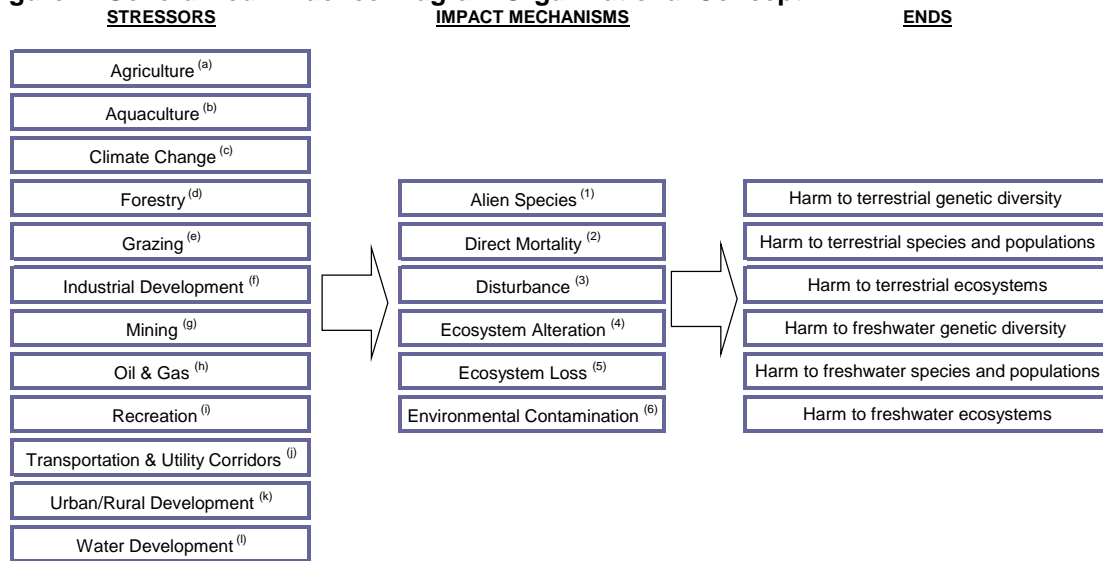 STRESSORS
IMPACT MECHANISMS
ENDS
Agriculture (a)
Aquaculture (b)
Climate Change (c)
Forestry (d)
Grazing (e)
Industrial Development (f)
Mining (g)
Oil & Gas (h)
Recreation (i)
Transportation & Utility Corridors (j)
Urban/Rural Development (k)
Water Development (l)
Alien Species (1)
Direct Mortality (2)
Disturbance (3)
Ecosystem Alteration (4)
Ecosystem Loss (5)
Environmental Contamination (6)
Harm to terrestrial genetic diversity
Harm to terrestrial species and populations
Harm to terrestrial ecosystems
Harm to freshwater genetic diversity
Harm to freshwater species and populations
Harm to freshwater ecosystems